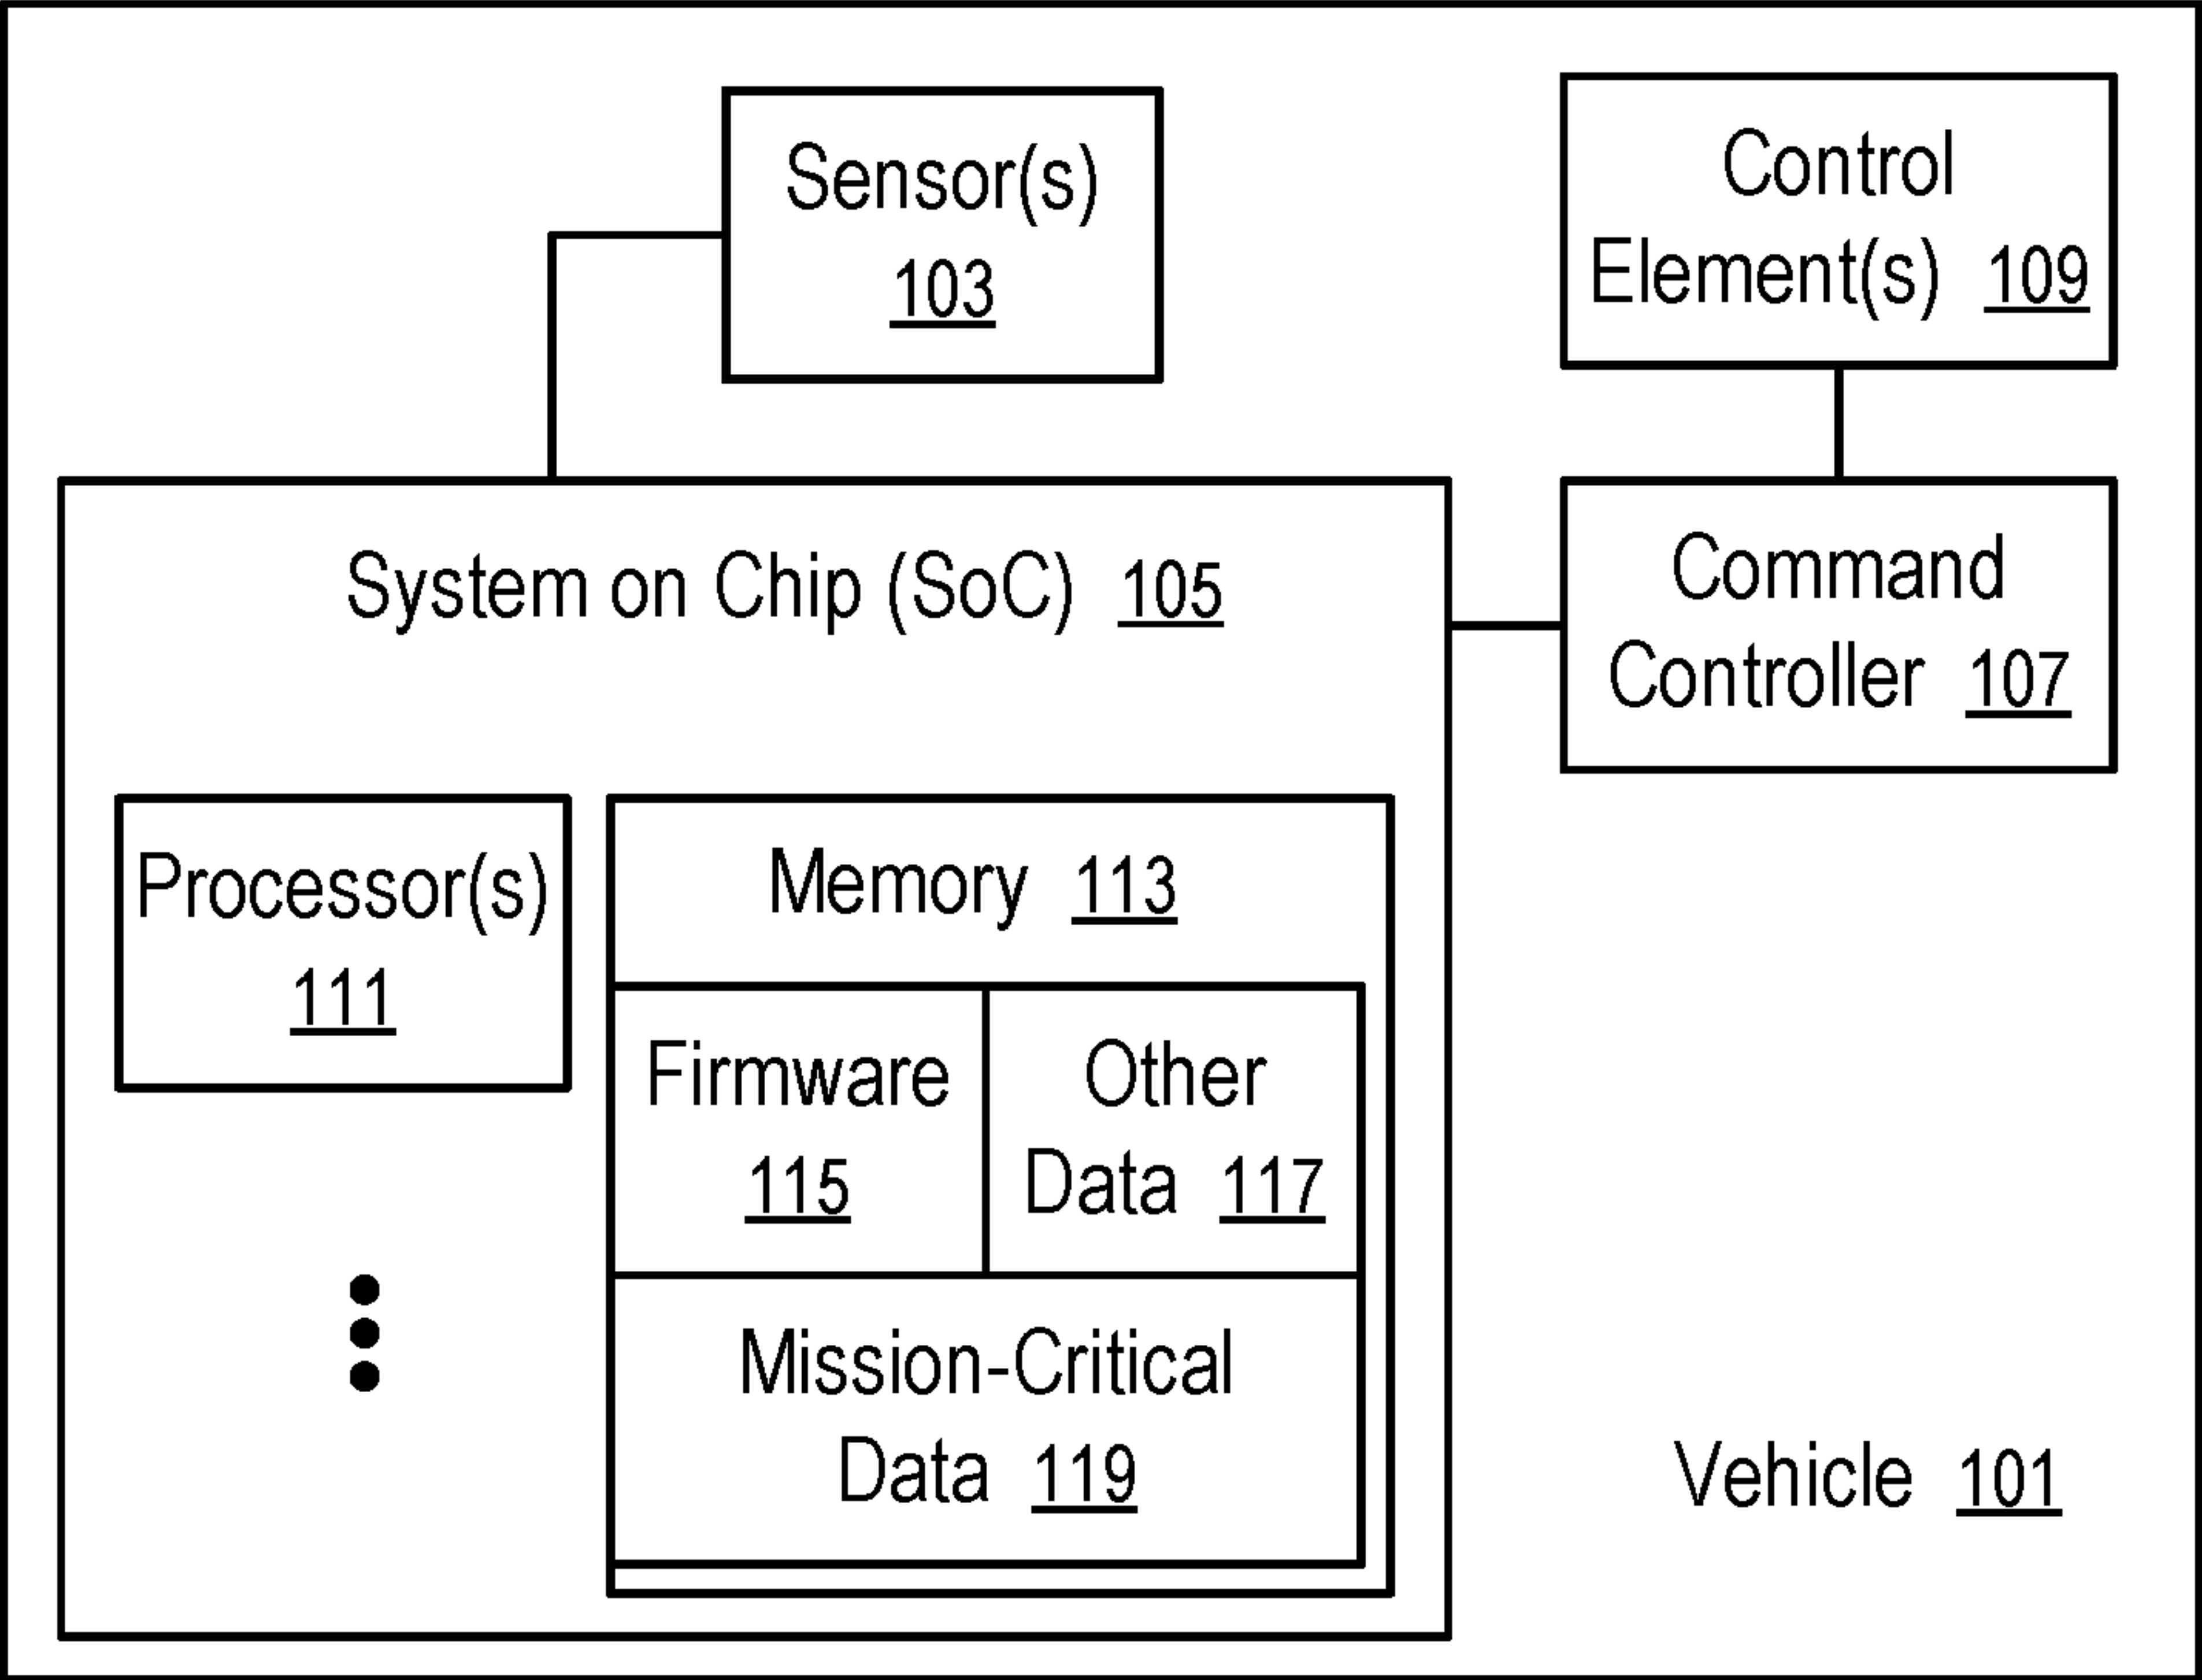 Sensor(s)
103
Control
Element(s) 109
System on Chip (SoC) 105
Command
Controller 107
Processor(s)
111
Memory 113
Firmware
115
Other
Data 117
Mission-Critical
Data 119
Vehicle 101